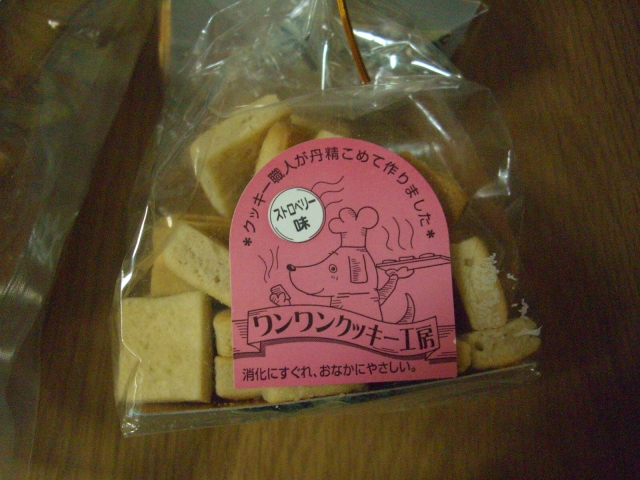 *クッキー職人が丹精こめて作りました*
ストロベリー
味
ワンワンクッキー工房
消化にすぐれ、おなかにやさしい。